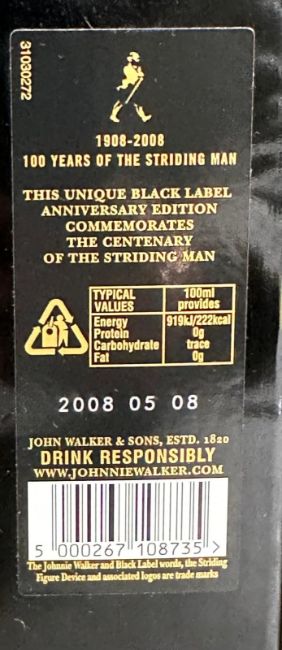 31030272
1908-2008
100 YEARS OF THE STRIDING MAN
THIS UNIQUE BLACK LABEL
ANNIVERSARY EDITION
COMMEMORATES
THE CENTENARY
OF THE STRIDING MAN
TYPICAL VALUES 100ml provides
Energy 919kJ/222kcal
Protein 0g
Carbohydrate trace
Fat 0g
2008 05 08
JOHN WALKER & SONS, ESTD. 1820
DRINK RESPONSIBLY
WWW.JOHNNIEWALKER.COM
5 000267 108735 >
The Johnnie Walker and Black Label words, the Striding
Figure Device and associated logos are trade marks